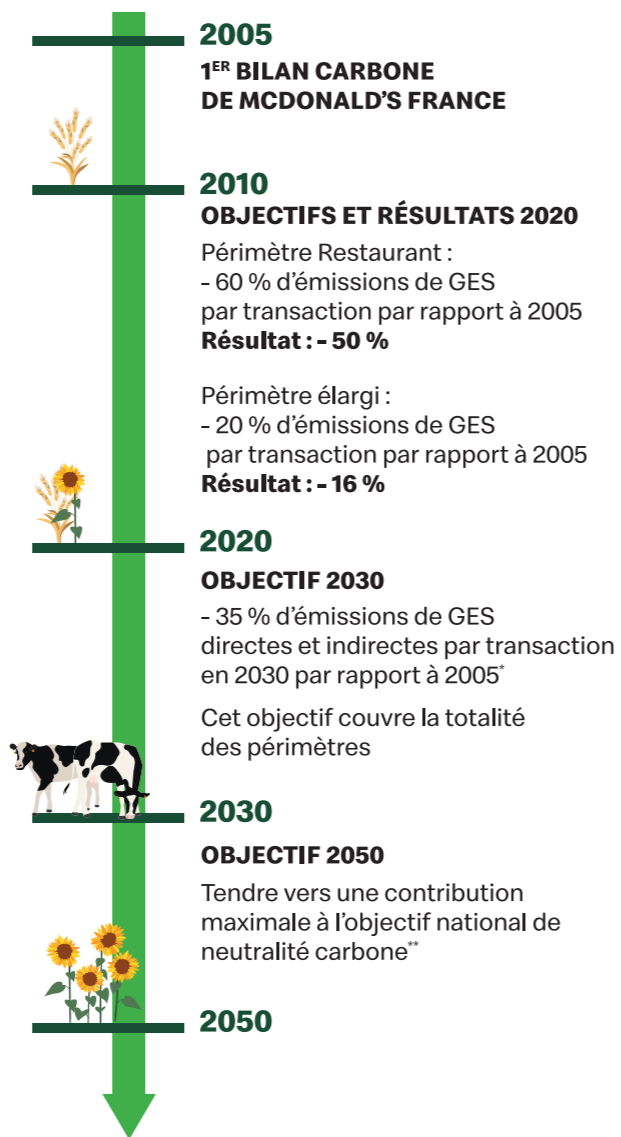 2005
1ER BILAN CARBONE
DE MCDONALD'S FRANCE
2010
OBJECTIFS ET RÉSULTATS 2020
Périmètre Restaurant :
- 60 % d'émissions de GES
par transaction par rapport à 2005
Résultat : - 50 %
Périmètre élargi :
- 20 % d'émissions de GES
par transaction par rapport à 2005
Résultat : - 16 %
2020
OBJECTIF 2030
- 35 % d'émissions de GES
directes et indirectes par transaction
en 2030 par rapport à 2005*
Cet objectif couvre la totalité
des périmètres
2030
OBJECTIF 2050
Tendre vers une contribution
maximale à l'objectif national de
neutralité carbone**
2050